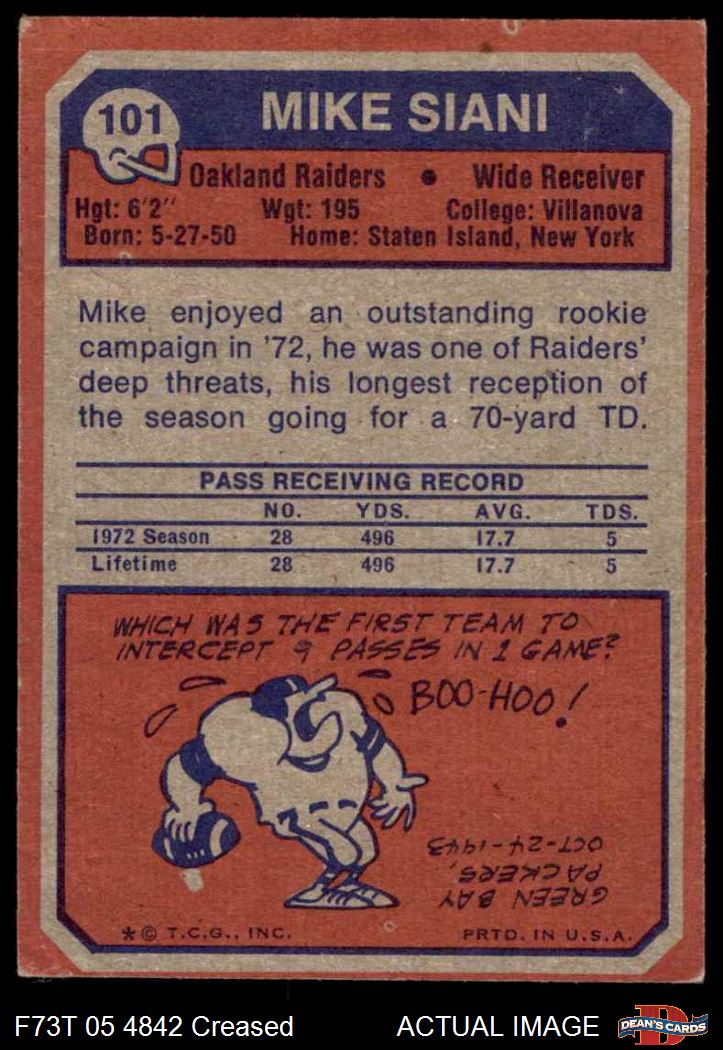 101
MIKE SIANI
Oakland Raiders • Wide Receiver
Hgt: 6'2" Wgt: 195 College: Villanova
Born: 5-27-50 Home: Staten Island, New York
Mike enjoyed an outstanding rookie
campaign in '72, he was one of Raiders'
deep threats, his longest reception of
the season going for a 70-yard TD.
PASS RECEIVING RECORD
NO. YDS. AVG. TDS.
1972 Season 28 496 17.7 5
Lifetime 28 496 17.7 5
WHICH WAS THE FIRST TEAM TO
INTERCEPT 9 PASSES IN 1 GAME?
BOO-HOO!
GREEN BAY
PACKERS,
OCT-24-1943
* © T.C.G., INC. PRTD. IN U.S.A.
F73T 05 4842 Creased ACTUAL IMAGE
D
DEAN'S CARDS